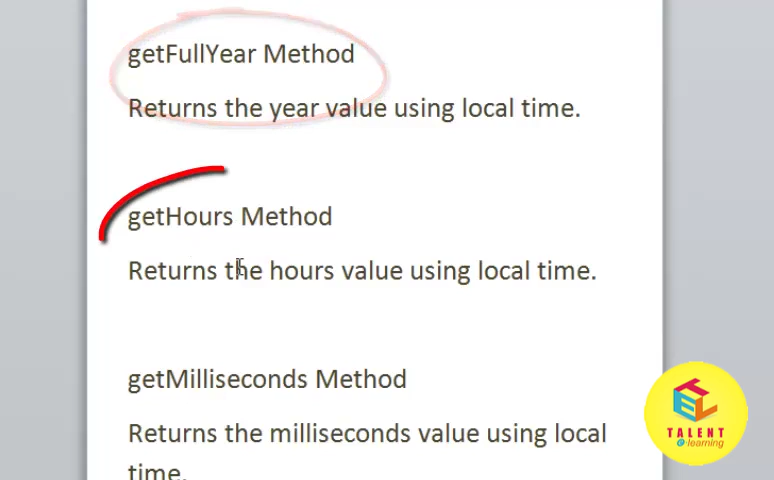 getFullYear Method
Returns the year value using local time.
getHours Method
Returns the hours value using local time.
getMilliseconds Method
Returns the milliseconds value using local
time.
TEL
TALENT
e-learning